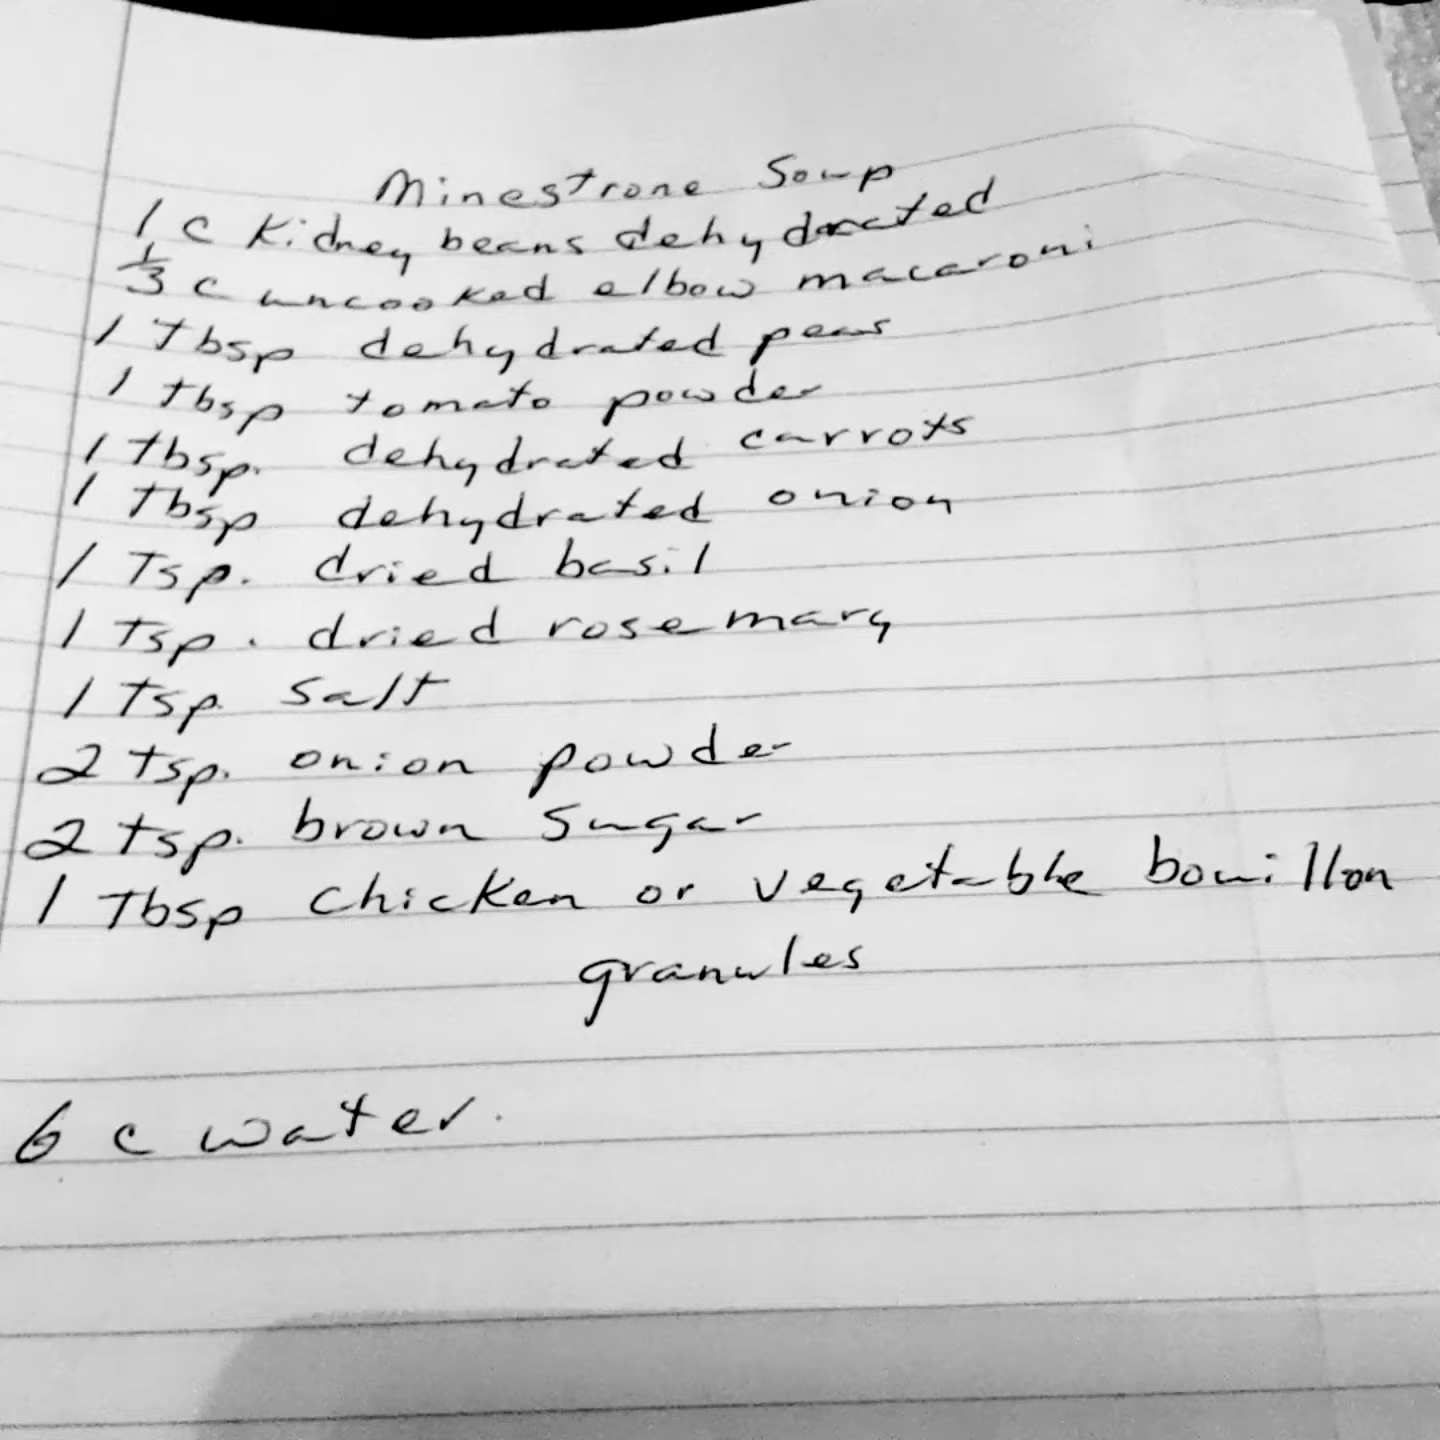 Minestrone Soup
1 c Kidney beans dehydrated
1/3 c uncooked elbow macaroni
1 Tbsp dehydrated peas
1 Tbsp tomato powder
1 Tbsp. dehydrated carrots
1 Tbsp dehydrated onion
1 Tsp. dried basil
1 Tsp. dried rosemary
1 Tsp. Salt
2 tsp. onion powder
2 tsp. brown Sugar
1 Tbsp chicken or vegetable bouillon
granules
6 c water.